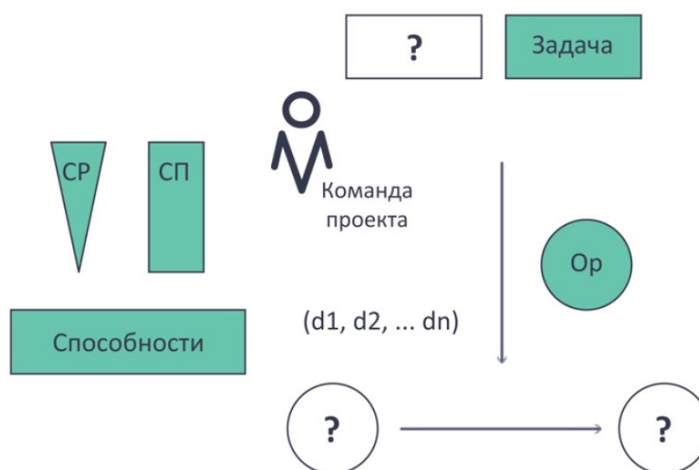 ?
Задача
СР
СП
Команда
проекта
Ор
(d1, d2, ... dn)
Способности
?
?